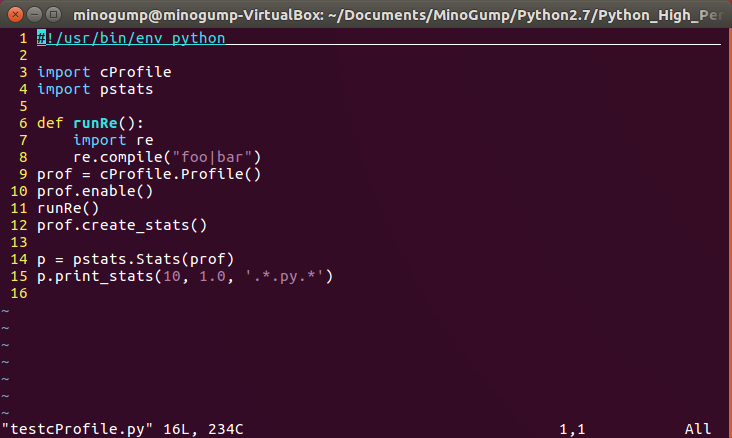 minogump@minogump-VirtualBox: ~/Documents/MinoGump/Python2.7/Python_High_Per
1 #!/usr/bin/env python
2
3 import cProfile
4 import pstats
5
6 def runRe():
7     import re
8     re.compile("foo|bar")
9 prof = cProfile.Profile()
10 prof.enable()
11 runRe()
12 prof.create_stats()
13
14 p = pstats.Stats(prof)
15 p.print_stats(10, 1.0, '.*.py.*')
16
~
~
~
~
~
~
~
"testcProfile.py" 16L, 234C 1,1 All